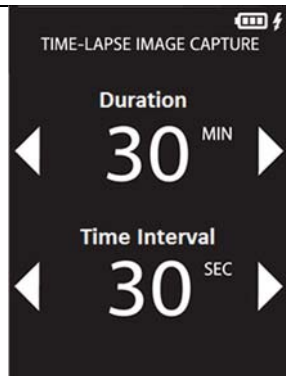 TIME-LAPSE IMAGE CAPTURE
Duration
30 MIN
Time Interval
30 SEC